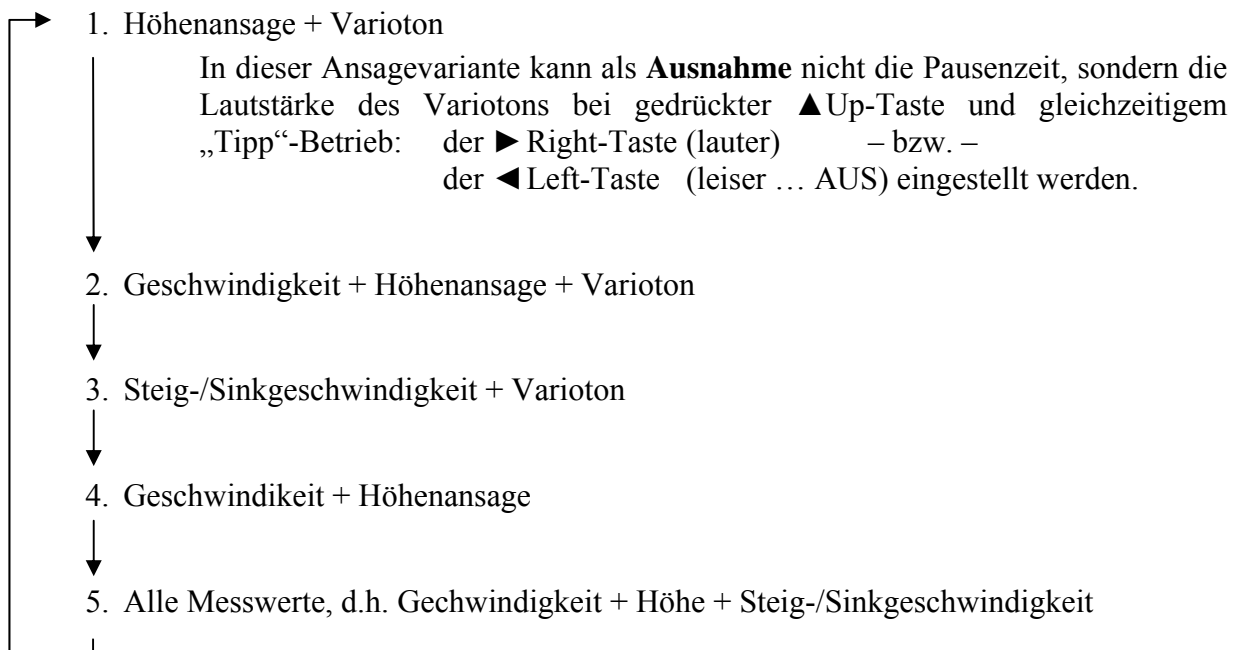 1. Höhenansage + Varioton
In dieser Ansagevariante kann als Ausnahme nicht die Pausenzeit, sondern die
Lautstärke des Variotons bei gedrückter ▲Up-Taste und gleichzeitigem
„Tipp“-Betrieb: der ►Right-Taste (lauter) – bzw. –
der ◄Left-Taste (leiser … AUS) eingestellt werden.
2. Geschwindigkeit + Höhenansage + Varioton
3. Steig-/Sinkgeschwindigkeit + Varioton
4. Geschwindikeit + Höhenansage
5. Alle Messwerte, d.h. Gechwindigkeit + Höhe + Steig-/Sinkgeschwindigkeit